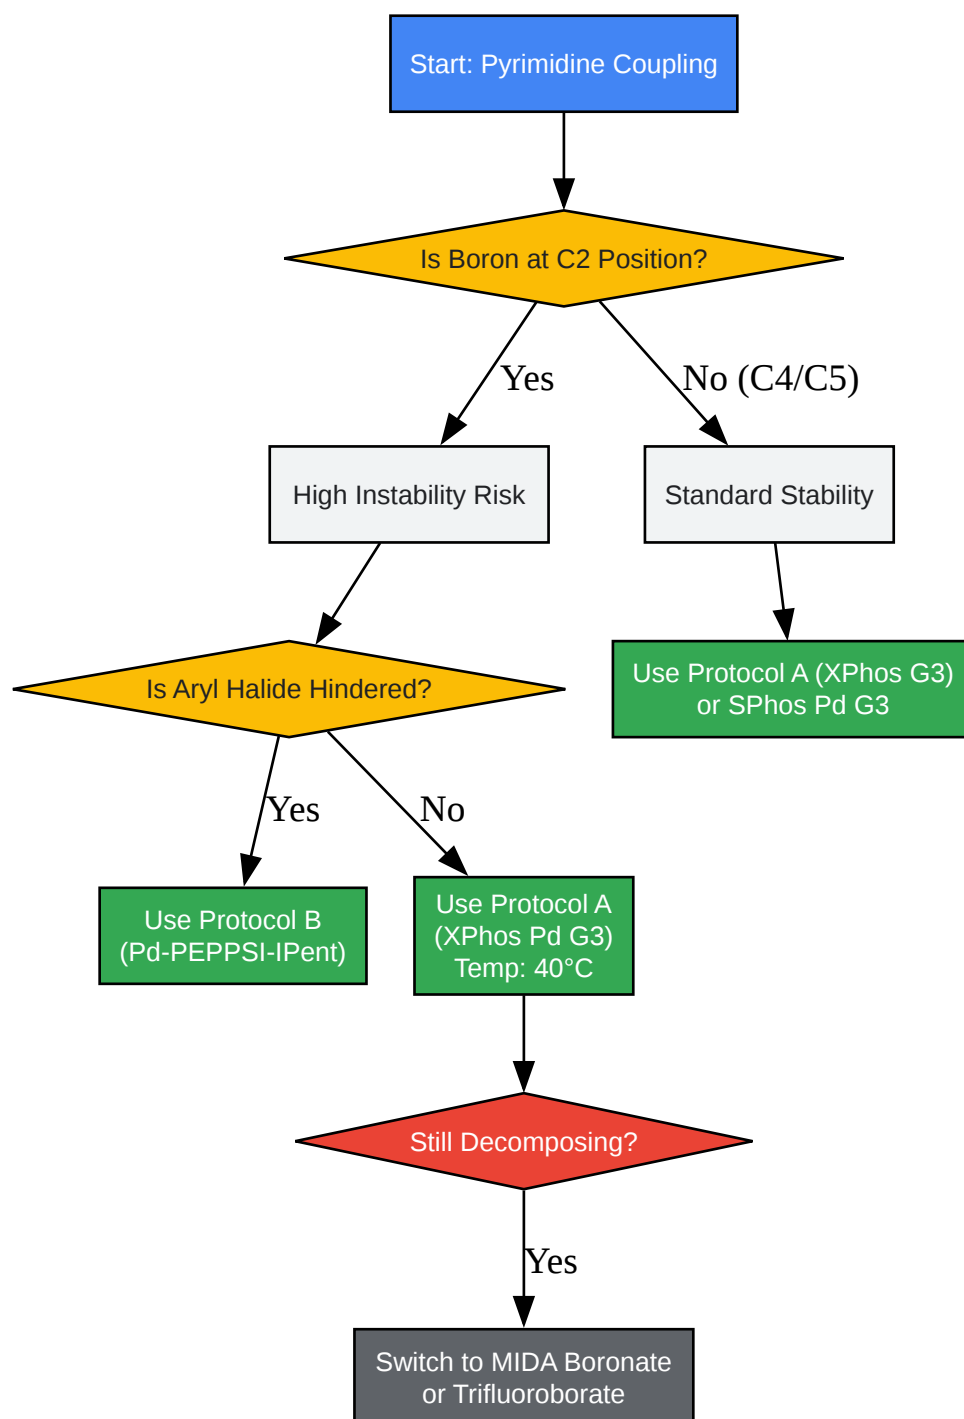 Start: Pyrimidine Coupling
Is Boron at C2 Position?
Yes
No (C4/C5)
High Instability Risk
Standard Stability
Is Aryl Halide Hindered?
Use Protocol A (XPhos G3)
or SPhos Pd G3
Yes
No
Use Protocol B
(Pd-PEPPSI-IPent)
Use Protocol A
(XPhos Pd G3)
Temp: 40°C
Still Decomposing?
Yes
Switch to MIDA Boronate
or Trifluoroborate